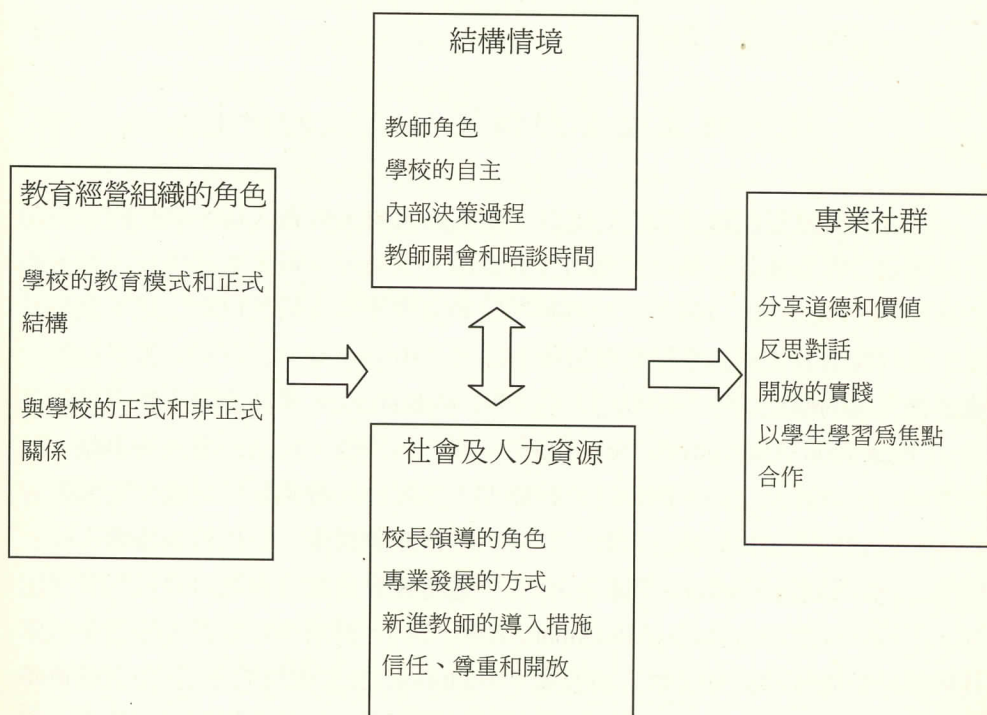 結構情境
教師角色
學校的自主
內部決策過程
教師開會和晤談時間
教育經營組織的角色
學校的教育模式和正式
結構
與學校的正式和非正式
關係
專業社群
分享道德和價值
反思對話
開放的實踐
以學生學習爲焦點
合作
社會及人力資源
校長領導的角色
專業發展的方式
新進教師的導入措施
信任、尊重和開放